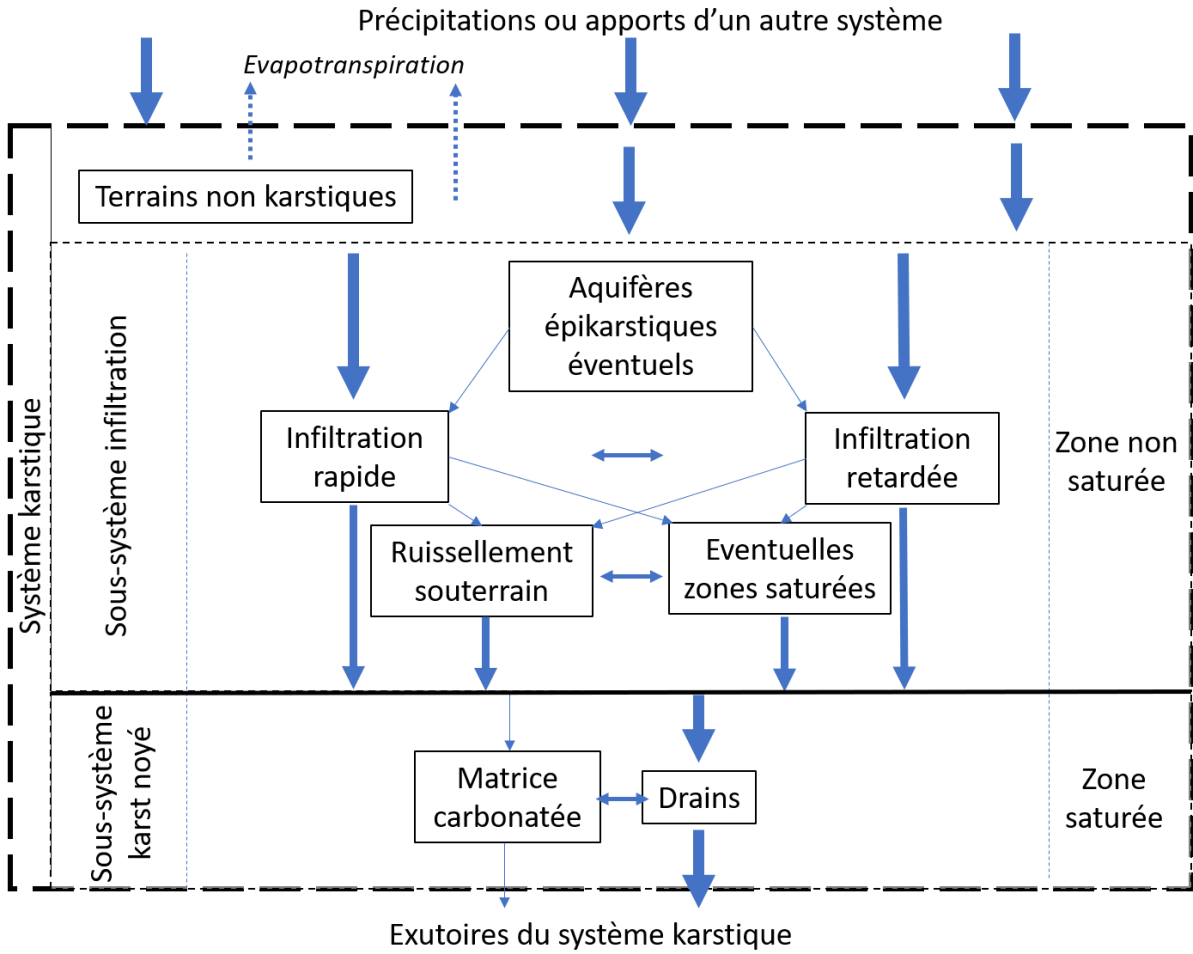 Précipitations ou apports d’un autre système
Evapotranspiration
Terrains non karstiques
Système karstique
Sous-système infiltration
Aquifères
épikarstiques
éventuels
Infiltration
rapide
Infiltration
retardée
Zone non
saturée
Ruissellement
souterrain
Eventuelles
zones saturées
Sous-système
karst noyé
Matrice
carbonatée
Drains
Zone
saturée
Exutoires du système karstique